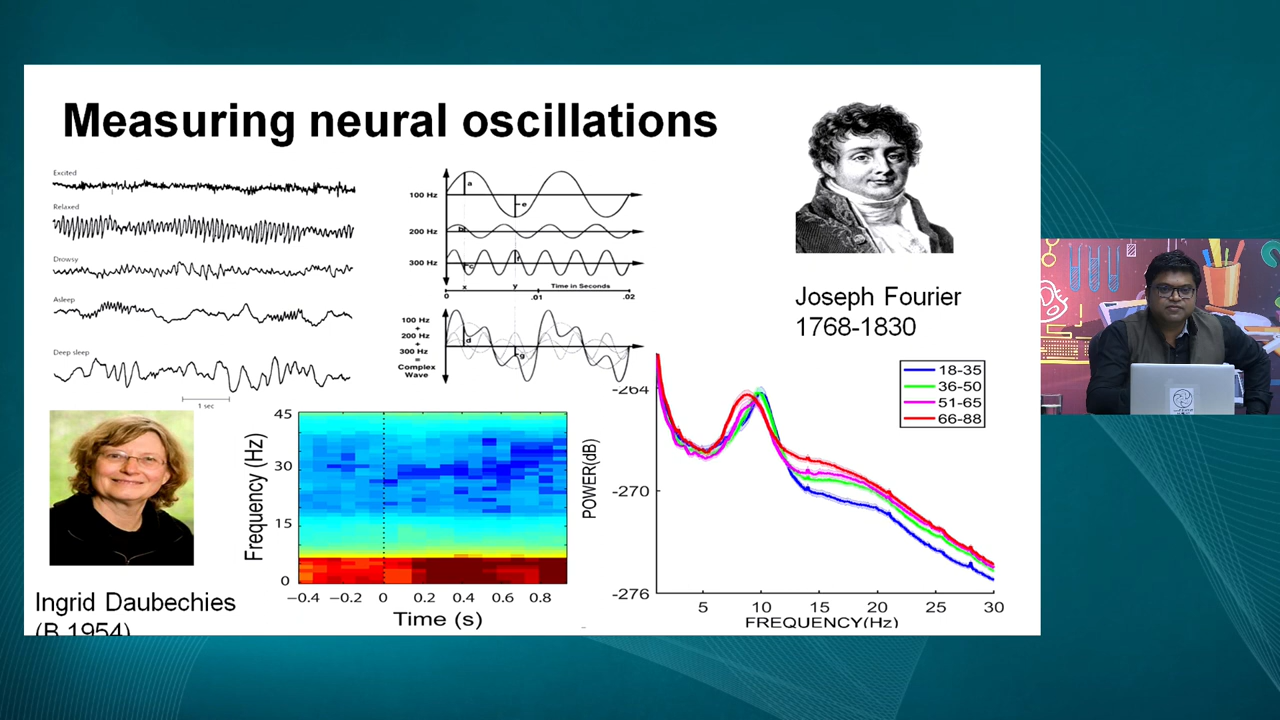 Measuring neural oscillations
Excited
Relaxed
Drowsy
Asleep
Deep sleep
1 sec
100 Hz
a
e
200 Hz
b
300 Hz
c
f
x
y
Time in Seconds
0
.01
.02
100 Hz
+
200 Hz
+
300 Hz
=
Complex
Wave
d
g
Joseph Fourier
1768-1830
18-35
36-50
51-65
66-88
-264
-270
-276
POWER(dB)
5
10
15
20
25
30
FREQUENCY(Hz)
45
30
15
0
Frequency (Hz)
−0.4
−0.2
0
0.2
0.4
0.6
0.8
Time (s)
Ingrid Daubechies
(B 1954)